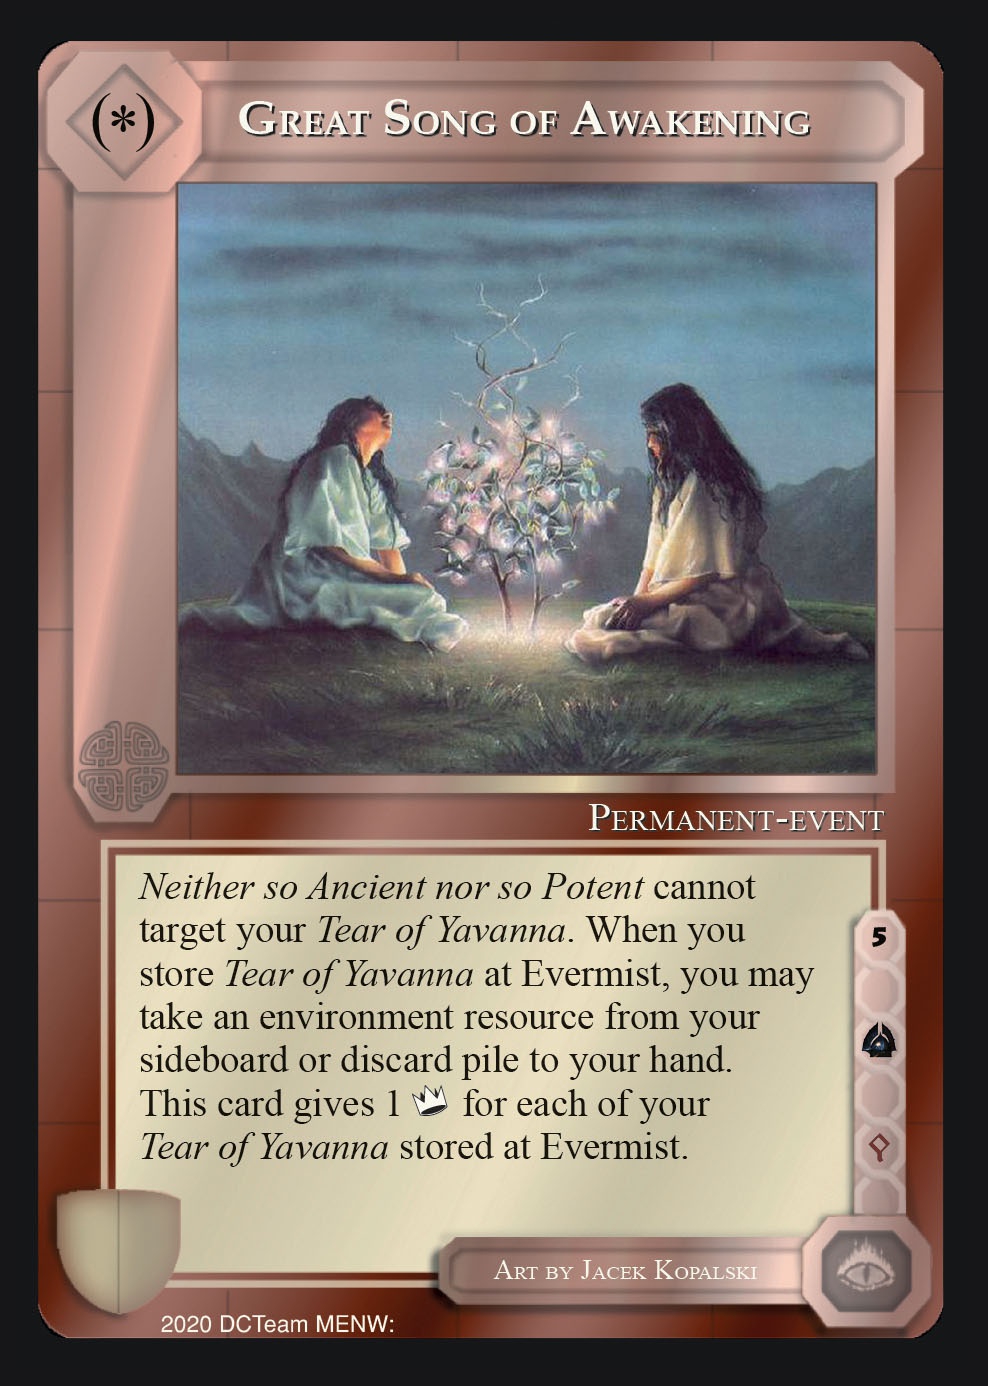 (*)
Great Song of Awakening
Permanent-event
Neither so Ancient nor so Potent cannot
target your Tear of Yavanna. When you
store Tear of Yavanna at Evermist, you may
take an environment resource from your
sideboard or discard pile to your hand.
This card gives 1 for each of your
Tear of Yavanna stored at Evermist.
5
Art by Jacek Kopalski
2020 DCTeam MENW: